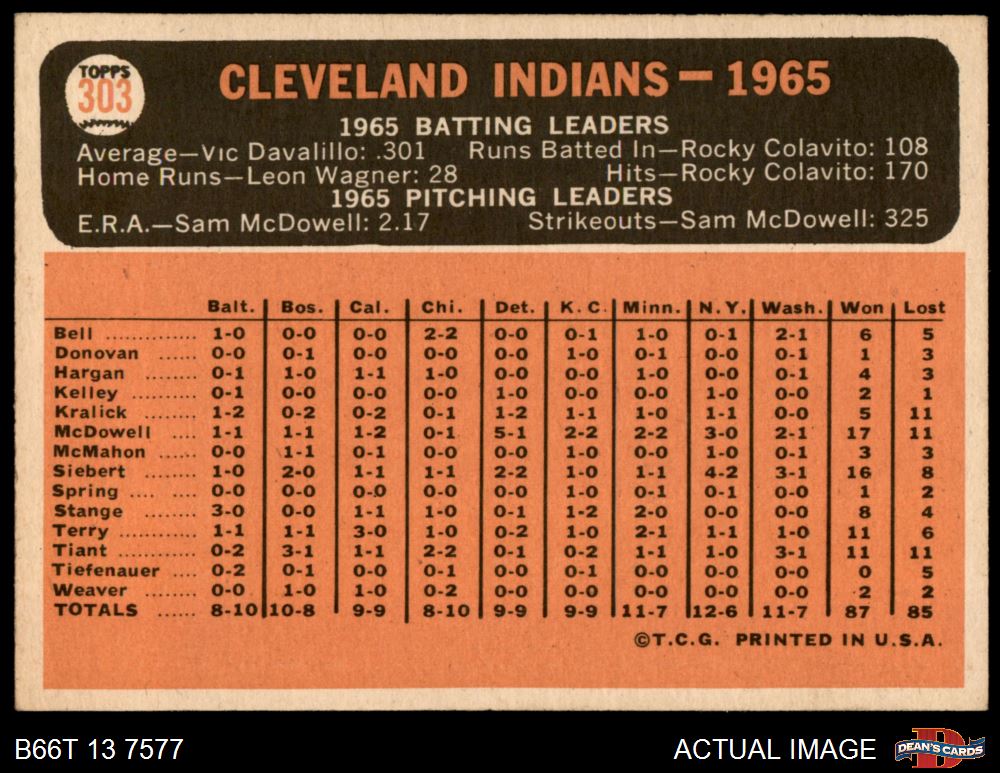 TOPPS
303
CLEVELAND INDIANS—1965
1965 BATTING LEADERS
Average—Vic Davalillo: .301 Runs Batted In—Rocky Colavito: 108
Home Runs—Leon Wagner: 28 Hits—Rocky Colavito: 170
1965 PITCHING LEADERS
E.R.A.—Sam McDowell: 2.17 Strikeouts—Sam McDowell: 325
Balt. Bos. Cal. Chi. Det. K.C. Minn. N.Y. Wash. Won Lost
Bell ............. 1-0 0-0 0-0 2-2 0-0 0-1 1-0 0-1 2-1 6 5
Donovan ...... 0-0 0-1 0-0 0-0 0-0 1-0 0-1 0-0 0-1 1 3
Hargan ....... 0-1 1-0 1-1 1-0 0-0 0-0 1-0 0-0 0-1 4 3
Kelley ......... 0-1 0-0 0-0 0-0 1-0 0-0 0-0 1-0 0-0 2 1
Kralick ........ 1-2 0-2 0-2 0-1 1-2 1-1 1-0 1-1 0-0 5 11
McDowell .... 1-1 1-1 1-2 0-1 5-1 2-2 2-2 3-0 2-1 17 11
McMahon ..... 0-0 1-1 0-1 0-0 0-0 1-0 0-1 1-0 0-0 3 3
Siebert ........ 1-0 2-0 1-1 1-1 2-2 1-0 1-1 4-2 3-1 16 8
Spring .... .... 0-0 0-0 0-0 0-0 0-0 1-0 0-1 0-1 0-0 1 2
Stange ........ 3-0 0-0 1-1 1-0 0-1 1-2 2-0 0-0 0-0 8 4
Terry ........... 1-1 1-1 3-0 1-0 0-2 1-0 2-1 1-1 1-0 11 6
Tiant ........... 0-2 3-1 1-1 2-2 0-1 0-2 1-1 1-0 3-1 11 11
Tiefenauer .... 0-2 0-1 0-0 0-1 0-0 0-1 0-0 0-0 0-0 0 5
Weaver ....... 0-0 1-0 1-0 0-2 0-0 0-0 0-0 0-0 0-0 2 2
TOTALS ...... 8-10 10-8 9-9 8-10 9-9 9-9 11-7 12-6 11-7 87 85
©T.C.G. PRINTED IN U.S.A.
B66T 13 7577 ACTUAL IMAGE
D
DEAN'S CARDS